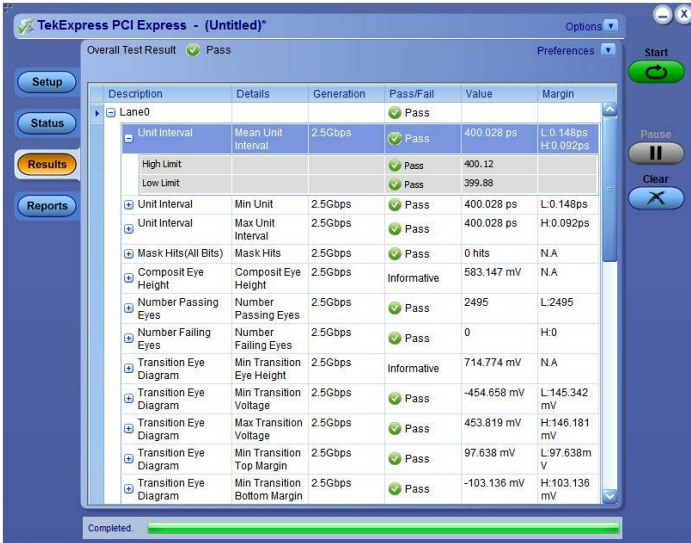 TekExpress PCI Express - (Untitled)*
Options
Overall Test Result Pass
Preferences
Start
Setup
Status
Results
Reports
Pause
Clear
Description Details Generation Pass/Fail Value Margin
Lane0 Pass
Unit Interval Mean Unit 2.5Gbps Pass 400.028 ps L:0.148ps
Interval H:0.092ps
High Limit Pass 400.12
Low Limit Pass 399.88
Unit Interval Min Unit 2.5Gbps Pass 400.028 ps L:0.148ps
Unit Interval Max Unit 2.5Gbps Pass 400.028 ps H:0.092ps
Interval
Mask Hits(All Bits) Mask Hits 2.5Gbps Pass 0 hits N.A
Composit Eye Composit Eye 2.5Gbps Informative 583.147 mV N.A
Height Height
Number Passing Number 2.5Gbps Pass 2495 L:2495
Eyes Passing Eyes
Number Failing Number 2.5Gbps Pass 0 H:0
Eyes Failing Eyes
Transition Eye Min Transition 2.5Gbps Informative 714.774 mV N.A
Diagram Eye Height
Transition Eye Min Transition 2.5Gbps Pass -454.658 mV L:145.342
Diagram Voltage mV
Transition Eye Max Transition 2.5Gbps Pass 453.819 mV H:146.181
Diagram Voltage mV
Transition Eye Min Transition 2.5Gbps Pass 97.638 mV L:97.638m
Diagram Top Margin V
Transition Eye Min Transition 2.5Gbps Pass -103.136 mV H:103.136
Diagram Bottom Margin mV
Completed.